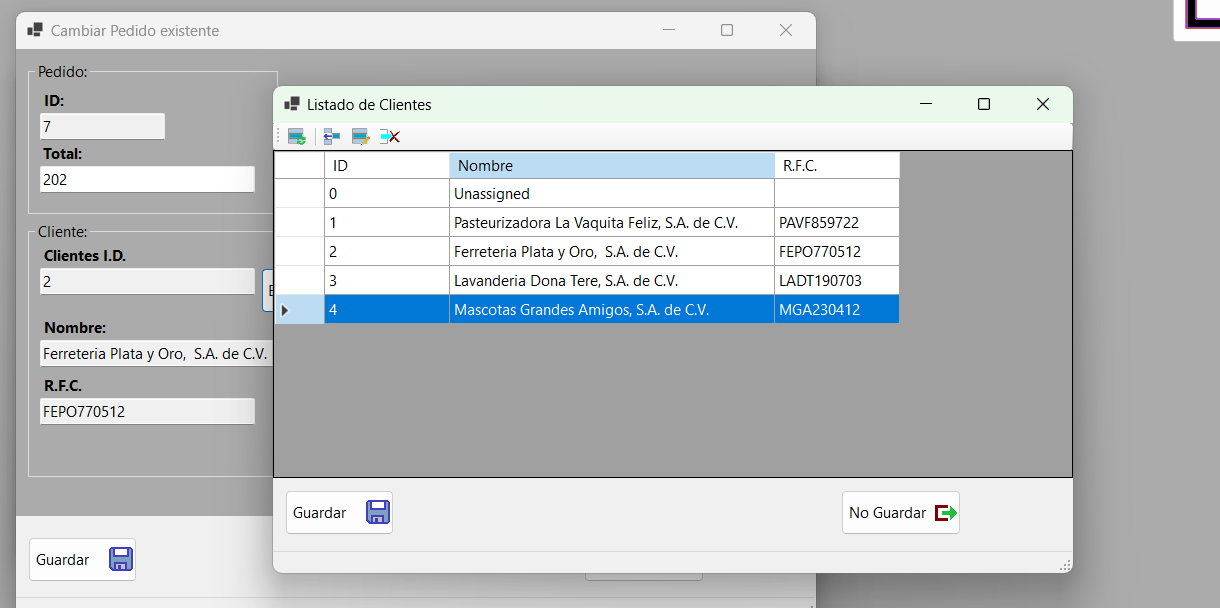 Cambiar Pedido existente
Pedido:
ID:
7
Total:
202
Cliente:
Clientes I.D.
2
Nombre:
Ferreteria Plata y Oro,  S.A. de C.V.
R.F.C.
FEPO770512
Guardar
Listado de Clientes
ID Nombre R.F.C.
0 Unassigned
1 Pasteurizadora La Vaquita Feliz, S.A. de C.V. PAVF859722
2 Ferreteria Plata y Oro,  S.A. de C.V. FEPO770512
3 Lavanderia Dona Tere, S.A. de C.V. LADT190703
4 Mascotas Grandes Amigos, S.A. de C.V. MGA230412
Guardar No Guardar